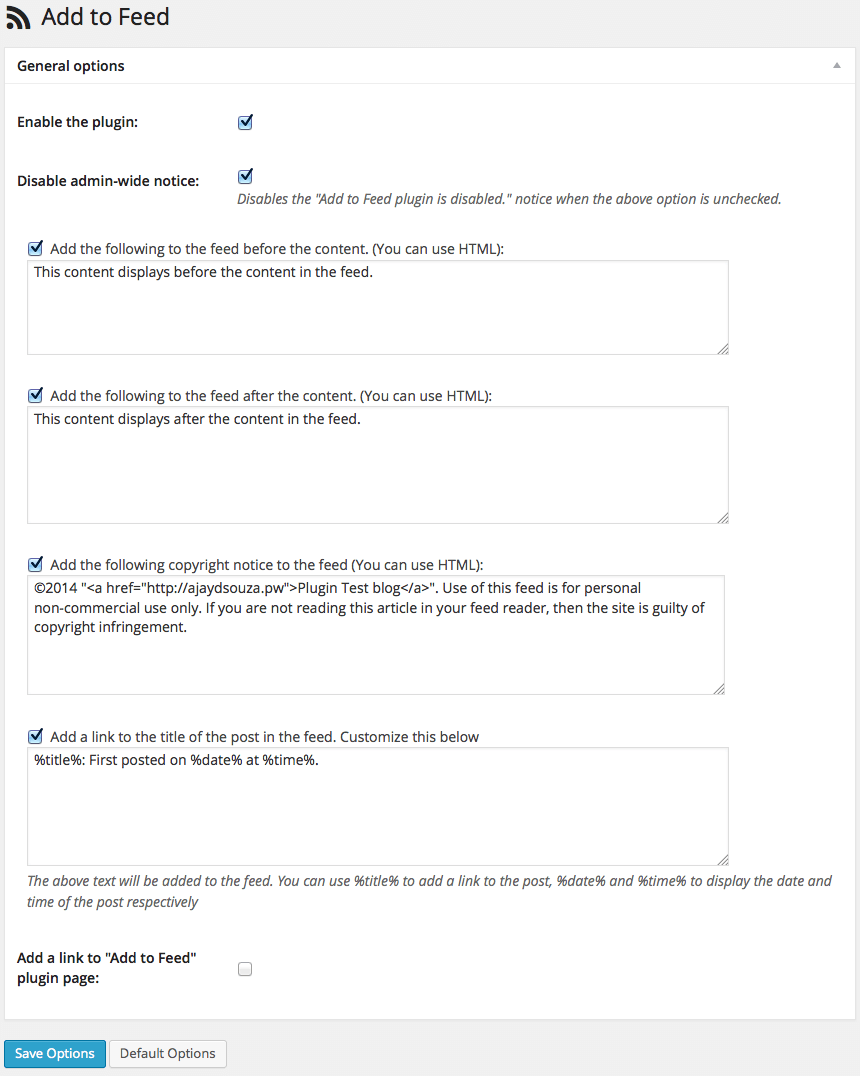 Add to Feed
General options
Enable the plugin:
Disable admin-wide notice:
Disables the "Add to Feed plugin is disabled." notice when the above option is unchecked.
Add the following to the feed before the content. (You can use HTML):
This content displays before the content in the feed.
Add the following to the feed after the content. (You can use HTML):
This content displays after the content in the feed.
Add the following copyright notice to the feed (You can use HTML):
©2014 "<a href="http://ajaydsouza.pw">Plugin Test blog</a>". Use of this feed is for personal
non-commercial use only. If you are not reading this article in your feed reader, then the site is guilty of
copyright infringement.
Add a link to the title of the post in the feed. Customize this below
%title%: First posted on %date% at %time%.
The above text will be added to the feed. You can use %title% to add a link to the post, %date% and %time% to display the date and
time of the post respectively
Add a link to "Add to Feed"
plugin page:
Save Options
Default Options